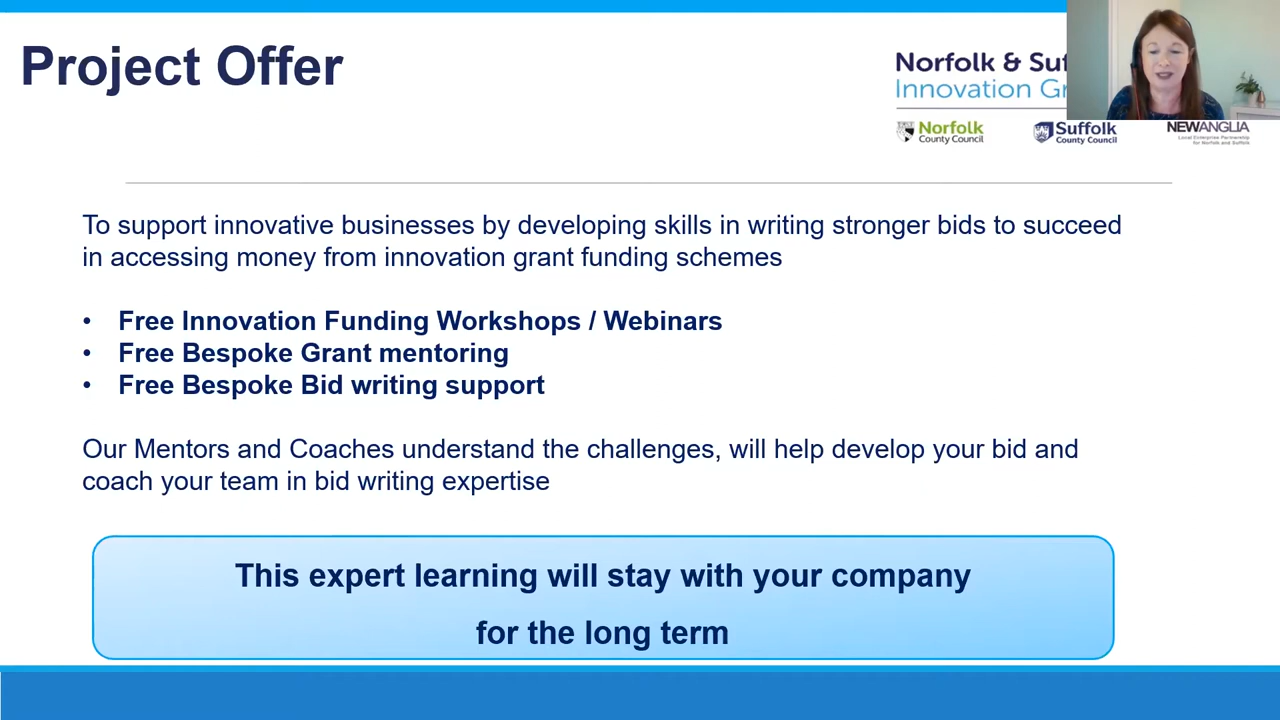 Project Offer
Norfolk & Suf
Innovation Gr
Norfolk
County Council
Suffolk
County Council
NEWANGLIA
Local Enterprise Partnership
for Norfolk and Suffolk
To support innovative businesses by developing skills in writing stronger bids to succeed
in accessing money from innovation grant funding schemes
• Free Innovation Funding Workshops / Webinars
• Free Bespoke Grant mentoring
• Free Bespoke Bid writing support
Our Mentors and Coaches understand the challenges, will help develop your bid and
coach your team in bid writing expertise
This expert learning will stay with your company
for the long term